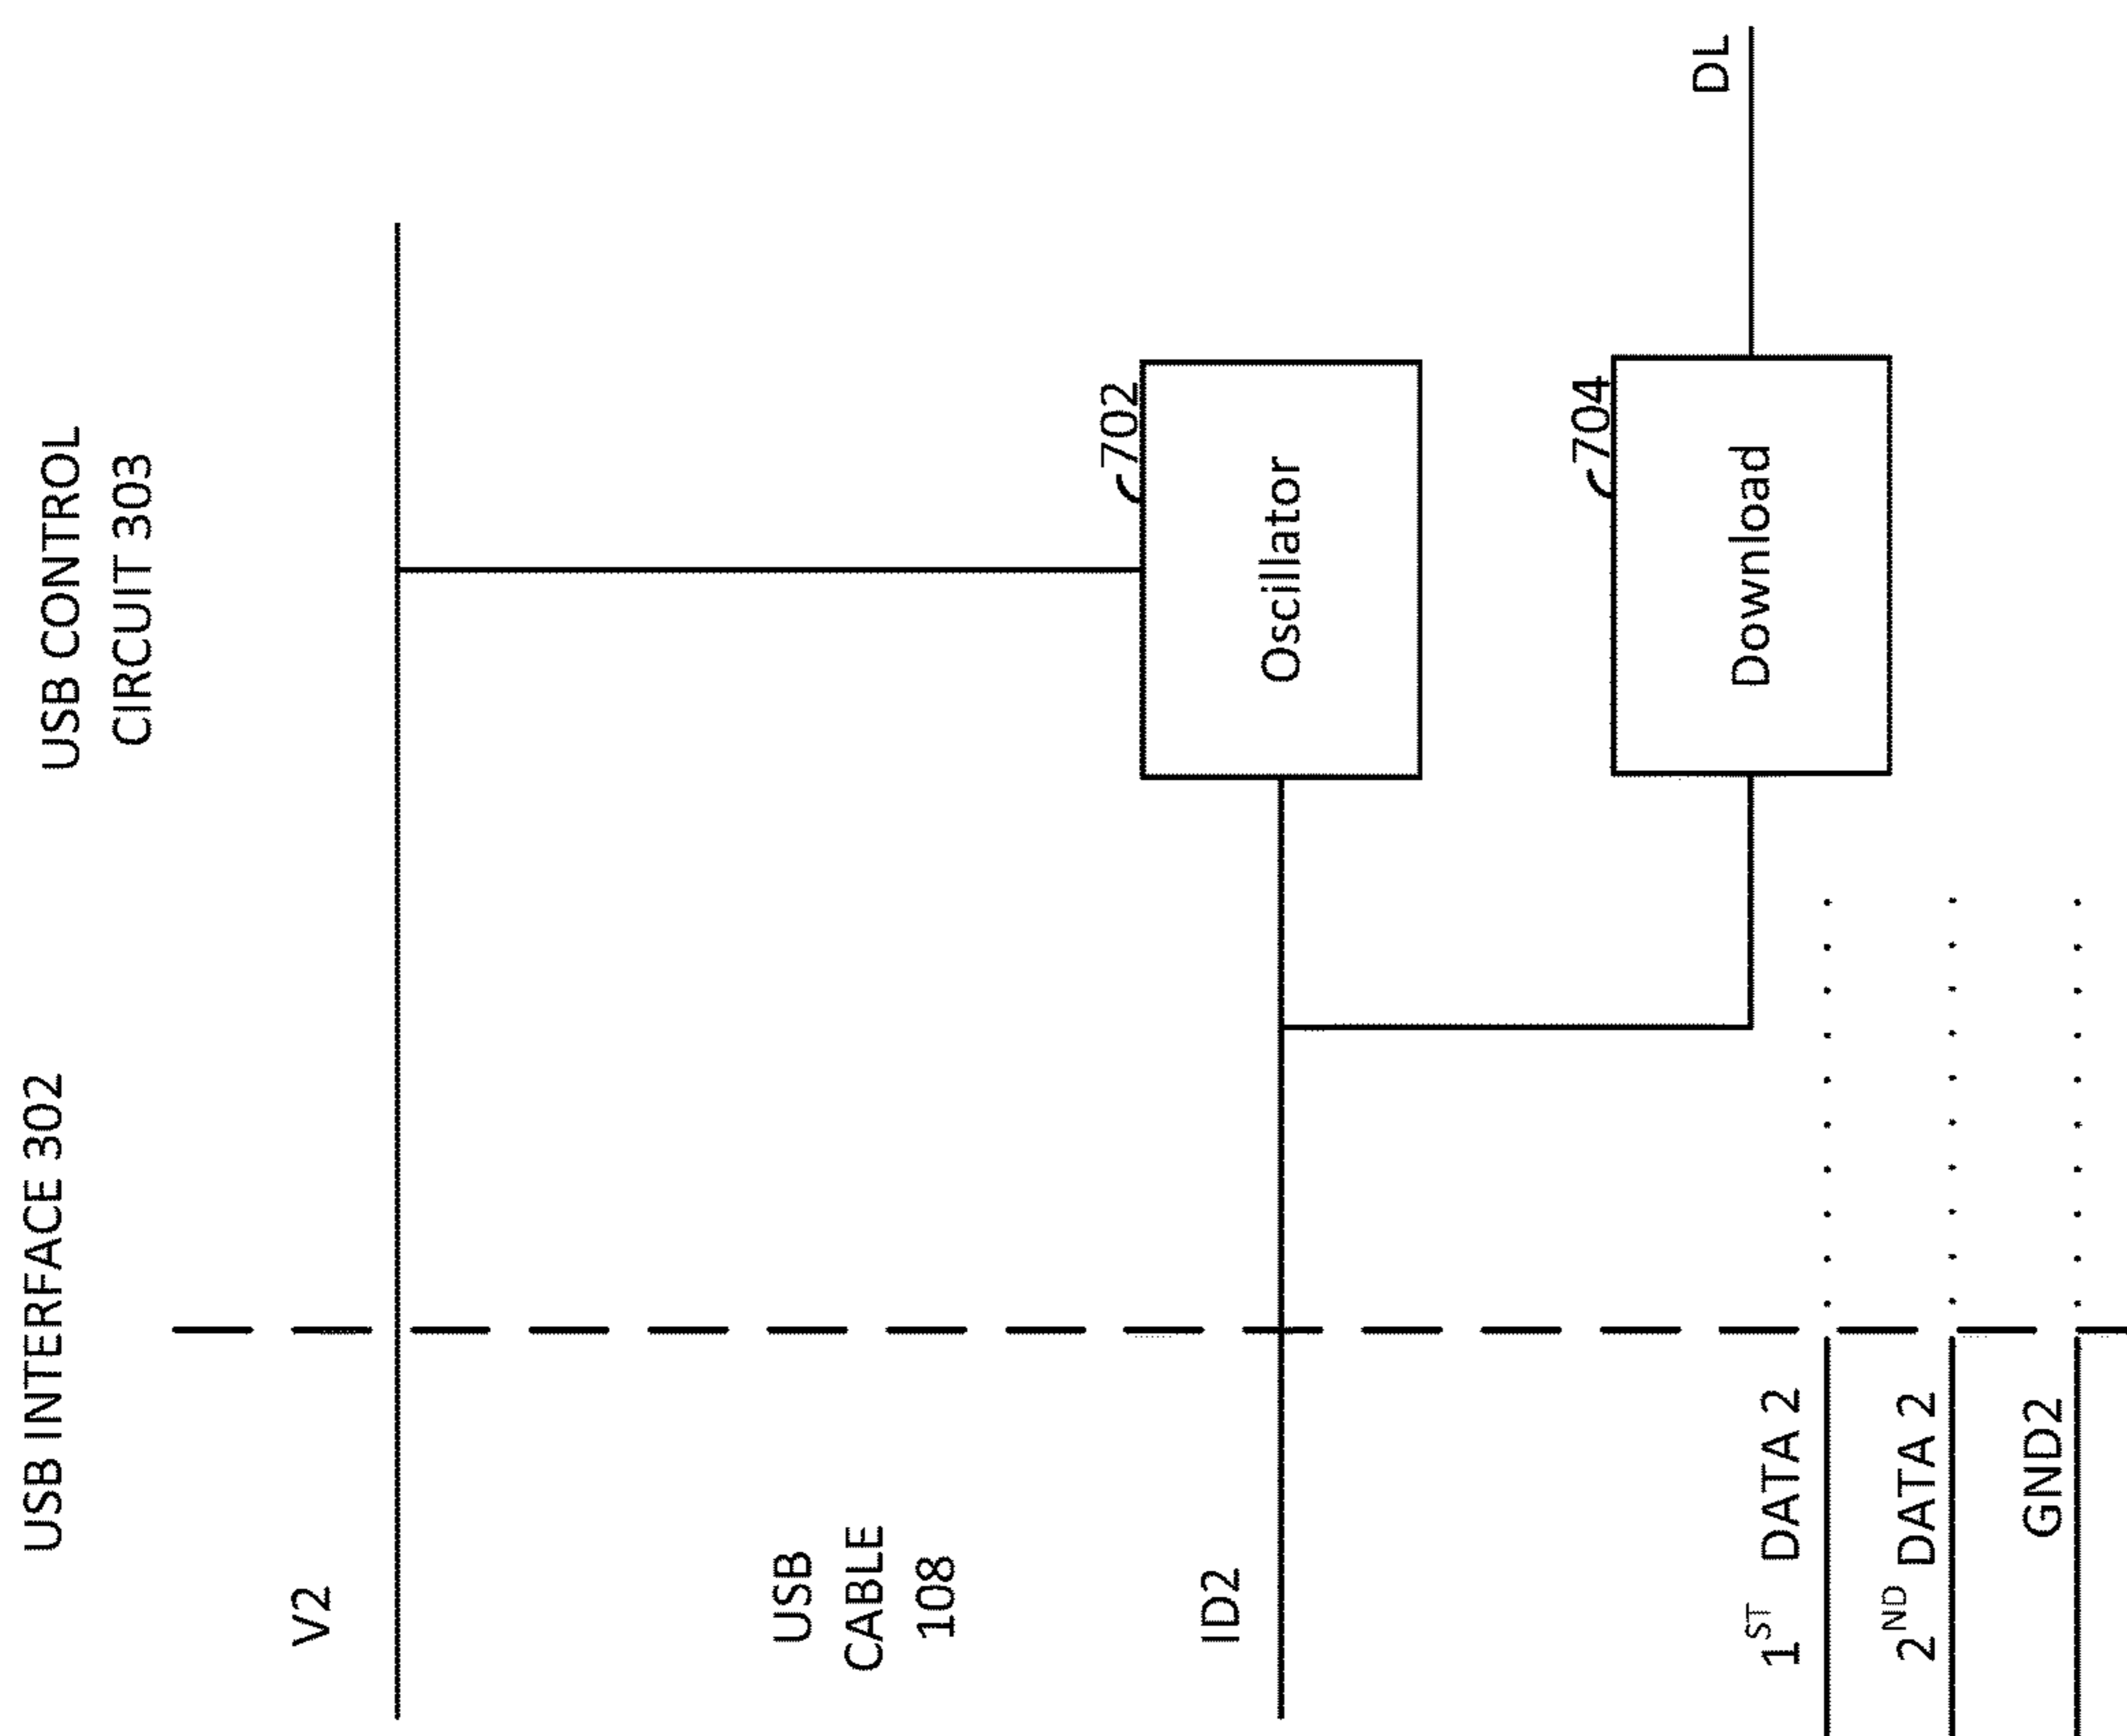 USB INTERFACE 302
USB CONTROL
CIRCUIT 303
V2
USB
CABLE
108
702
Oscillator
ID2
704
Download
DL
1ST DATA 2
2ND DATA 2
GND2